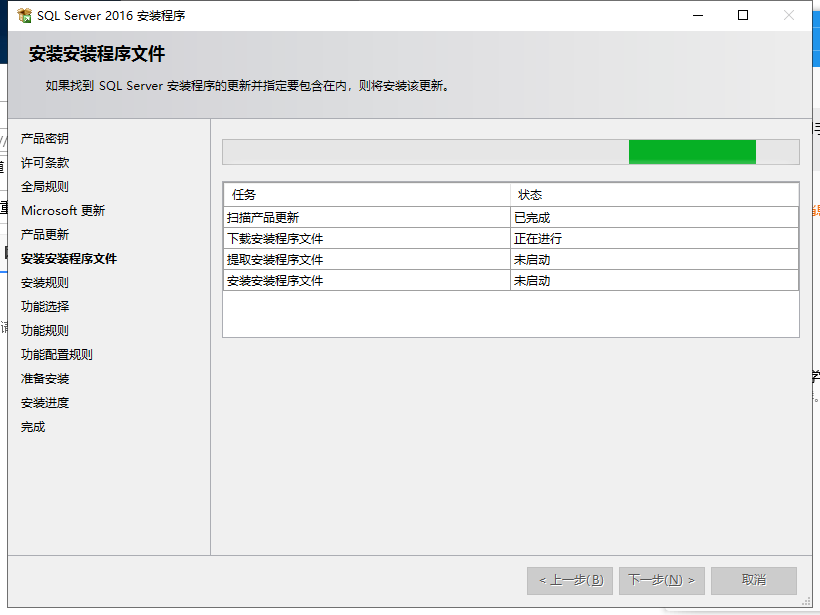 SQL Server 2016 安装程序
安装安装程序文件
如果找到 SQL Server 安装程序的更新并指定要包含在内，则将安装该更新。
产品密钥
许可条款
全局规则
Microsoft 更新
产品更新
安装安装程序文件
安装规则
功能选择
功能规则
功能配置规则
准备安装
安装进度
完成
任务 状态
扫描产品更新 已完成
下载安装程序文件 正在进行
提取安装程序文件 未启动
安装安装程序文件 未启动
< 上一步(B) 下一步(N) > 取消